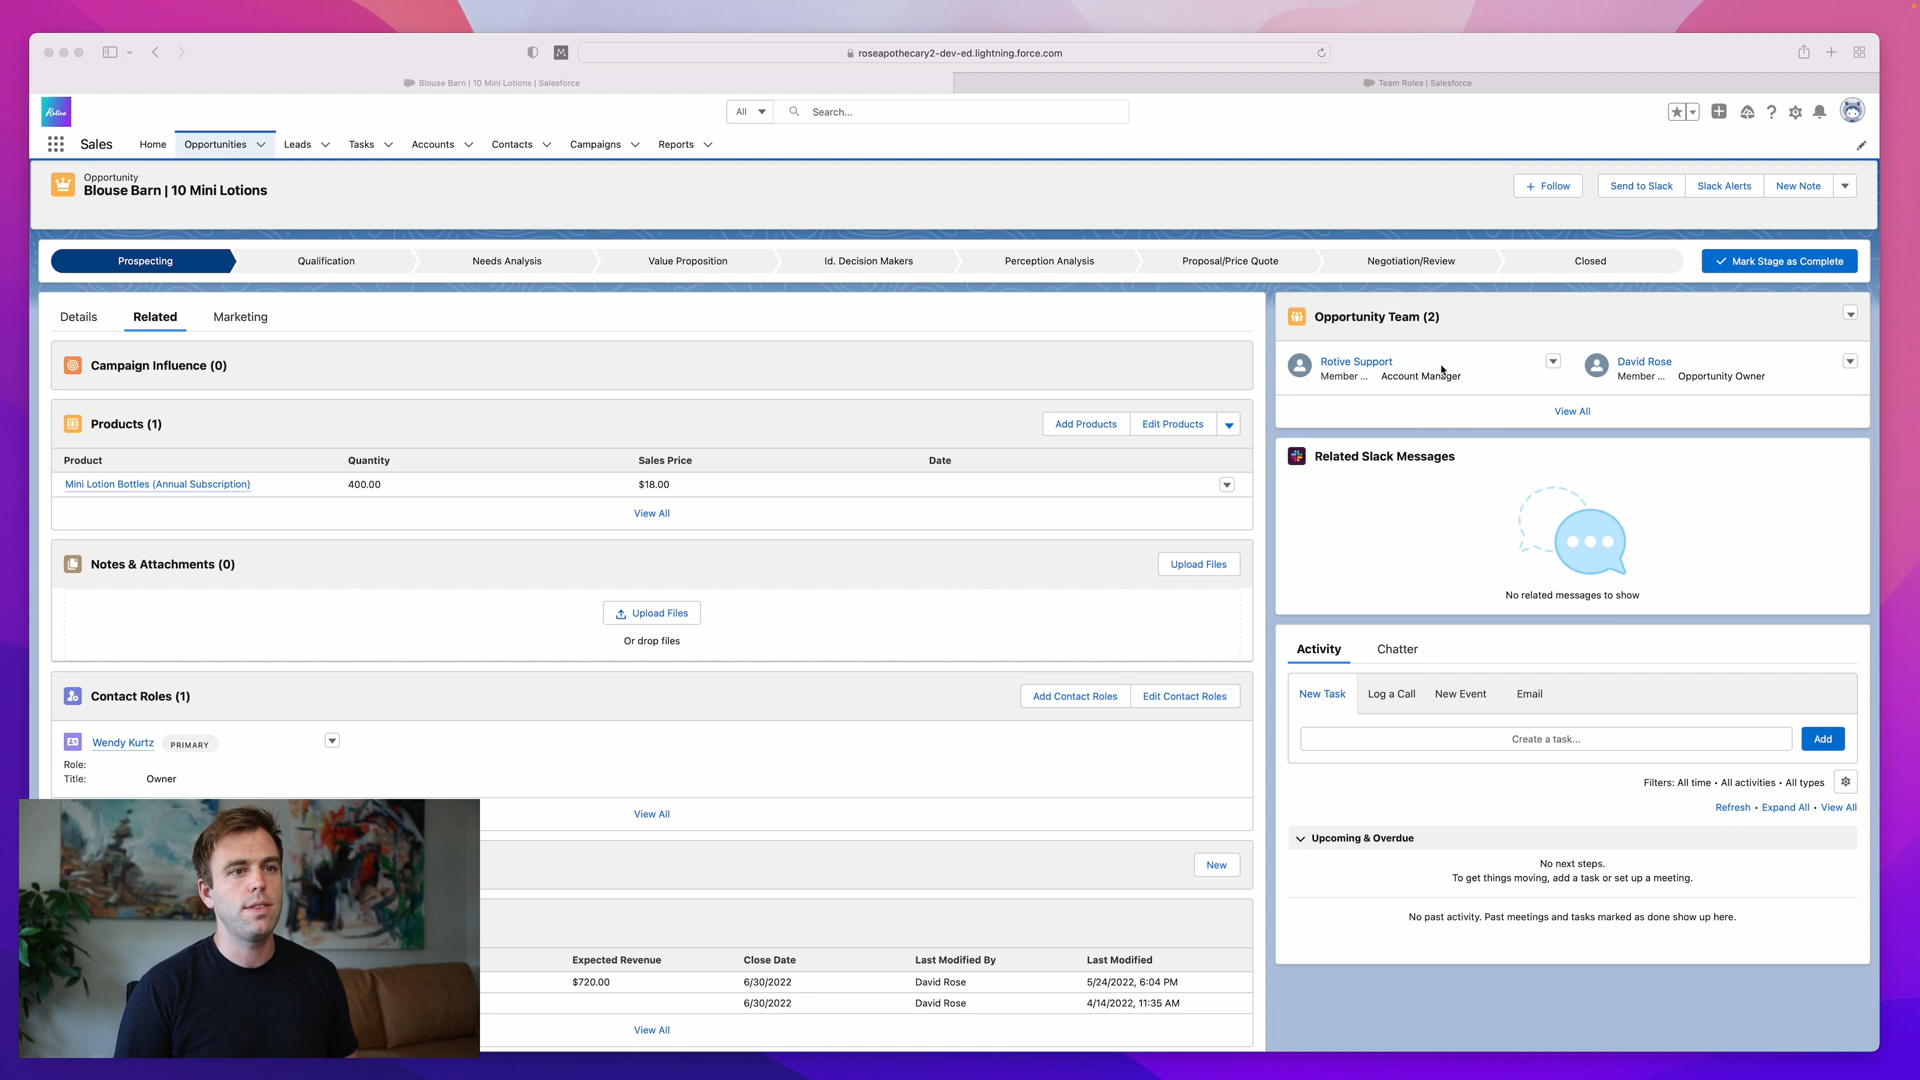 roseapothecary2-dev-ed.lightning.force.com
Blouse Barn | 10 Mini Lotions | Salesforce
Team Roles | Salesforce
Rotive
All
Search...
Sales
Home
Opportunities
Leads
Tasks
Accounts
Contacts
Campaigns
Reports
Opportunity
Blouse Barn | 10 Mini Lotions
+ Follow
Send to Slack
Slack Alerts
New Note
Prospecting
Qualification
Needs Analysis
Value Proposition
Id. Decision Makers
Perception Analysis
Proposal/Price Quote
Negotiation/Review
Closed
Mark Stage as Complete
Details
Related
Marketing
Campaign Influence (0)
Products (1)
Add Products
Edit Products
Product Quantity Sales Price Date
Mini Lotion Bottles (Annual Subscription) 400.00 $18.00
View All
Notes & Attachments (0)
Upload Files
Upload Files
Or drop files
Contact Roles (1)
Add Contact Roles
Edit Contact Roles
Wendy Kurtz PRIMARY
Role:
Title: Owner
View All
New
Expected Revenue Close Date Last Modified By Last Modified
$720.00 6/30/2022 David Rose 5/24/2022, 6:04 PM
6/30/2022 David Rose 4/14/2022, 11:35 AM
View All
Opportunity Team (2)
Rotive Support
Member ... Account Manager
David Rose
Member ... Opportunity Owner
View All
Related Slack Messages
No related messages to show
Activity
Chatter
New Task
Log a Call
New Event
Email
Create a task...
Add
Filters: All time • All activities • All types
Refresh • Expand All • View All
Upcoming & Overdue
No next steps.
To get things moving, add a task or set up a meeting.
No past activity. Past meetings and tasks marked as done show up here.